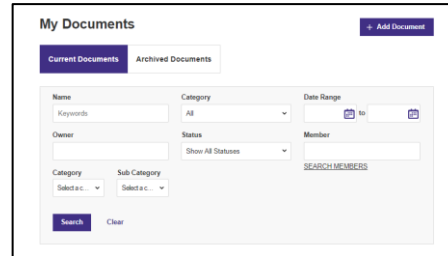 My Documents
+ Add Document
Current Documents Archived Documents
Name Category Date Range
Keywords All to
Owner Status Member
Show All Statuses
SEARCH MEMBERS
Category Sub Category
Select a c... Select a c...
Search Clear